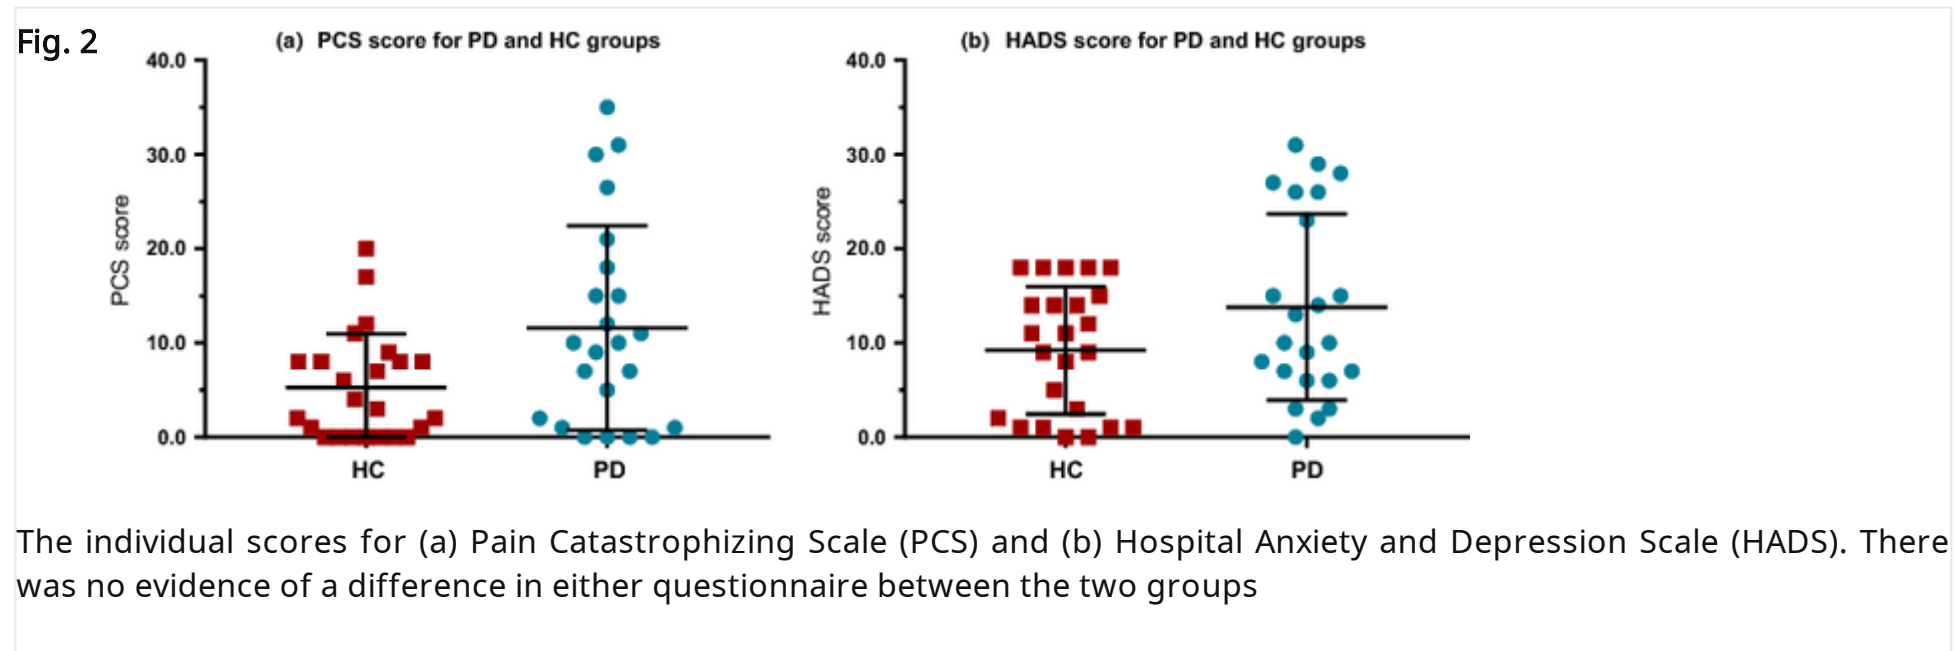 Fig. 2
(a) PCS score for PD and HC groups
40.0
30.0
20.0
10.0
0.0
PCS score
HC
PD
(b) HADS score for PD and HC groups
40.0
30.0
20.0
10.0
0.0
HADS score
HC
PD
The individual scores for (a) Pain Catastrophizing Scale (PCS) and (b) Hospital Anxiety and Depression Scale (HADS). There
was no evidence of a difference in either questionnaire between the two groups